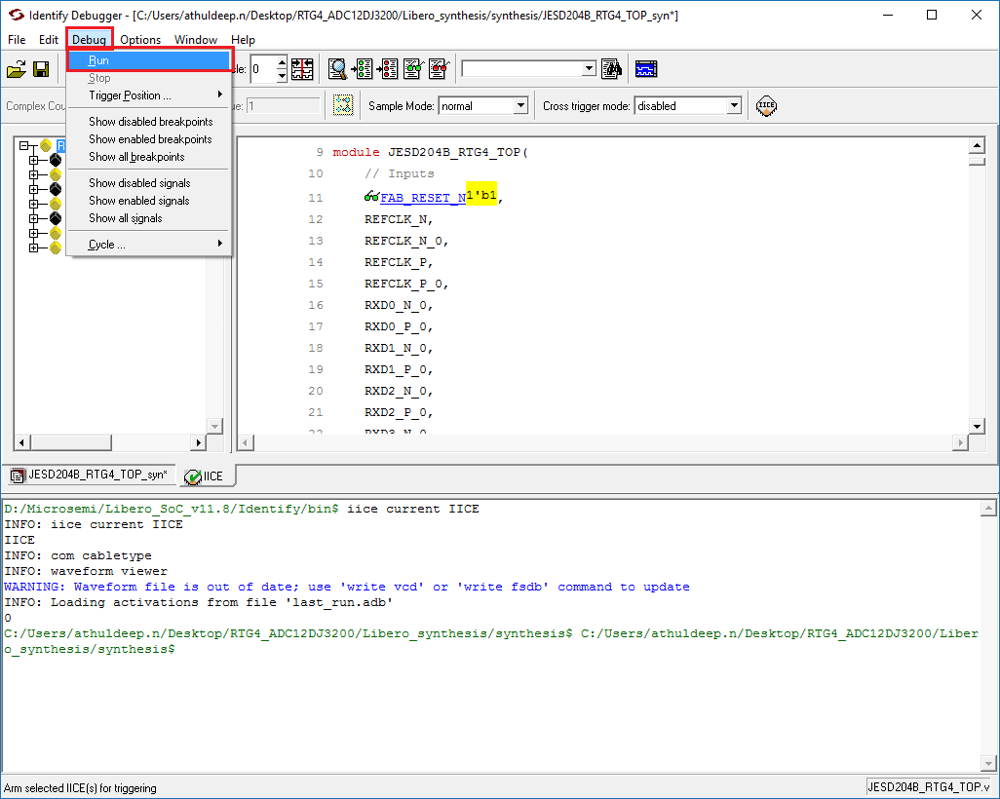 Identify Debugger - [C:/Users/athuldeep.n/Desktop/RTG4_ADC12DJ3200/Libero_synthesis/synthesis/JESD204B_RTG4_TOP_syn*]
File Edit Debug Options Window Help
Run
Stop
Trigger Position ...
Show disabled breakpoints
Show enabled breakpoints
Show all breakpoints
Show disabled signals
Show enabled signals
Show all signals
Cycle ...
cle: 0
Complex Cou
ue: 1
Sample Mode: normal
Cross trigger mode: disabled
IICE
R
9 module JESD204B_RTG4_TOP(
10 // Inputs
11 FAB_RESET_N1'b1,
12 REFCLK_N,
13 REFCLK_N_0,
14 REFCLK_P,
15 REFCLK_P_0,
16 RXD0_N_0,
17 RXD0_P_0,
18 RXD1_N_0,
19 RXD1_P_0,
20 RXD2_N_0,
21 RXD2_P_0,
22 RXD3_N_0
JESD204B_RTG4_TOP_syn* IICE
D:/Microsemi/Libero_SoC_v11.8/Identify/bin$ iice current IICE
INFO: iice current IICE
IICE
INFO: com cabletype
INFO: waveform viewer
WARNING: Waveform file is out of date; use 'write vcd' or 'write fsdb' command to update
INFO: Loading activations from file 'last_run.adb'
0
C:/Users/athuldeep.n/Desktop/RTG4_ADC12DJ3200/Libero_synthesis/synthesis$ C:/Users/athuldeep.n/Desktop/RTG4_ADC12DJ3200/Liber
o_synthesis/synthesis$
Arm selected IICE(s) for triggering
JESD204B_RTG4_TOP.v